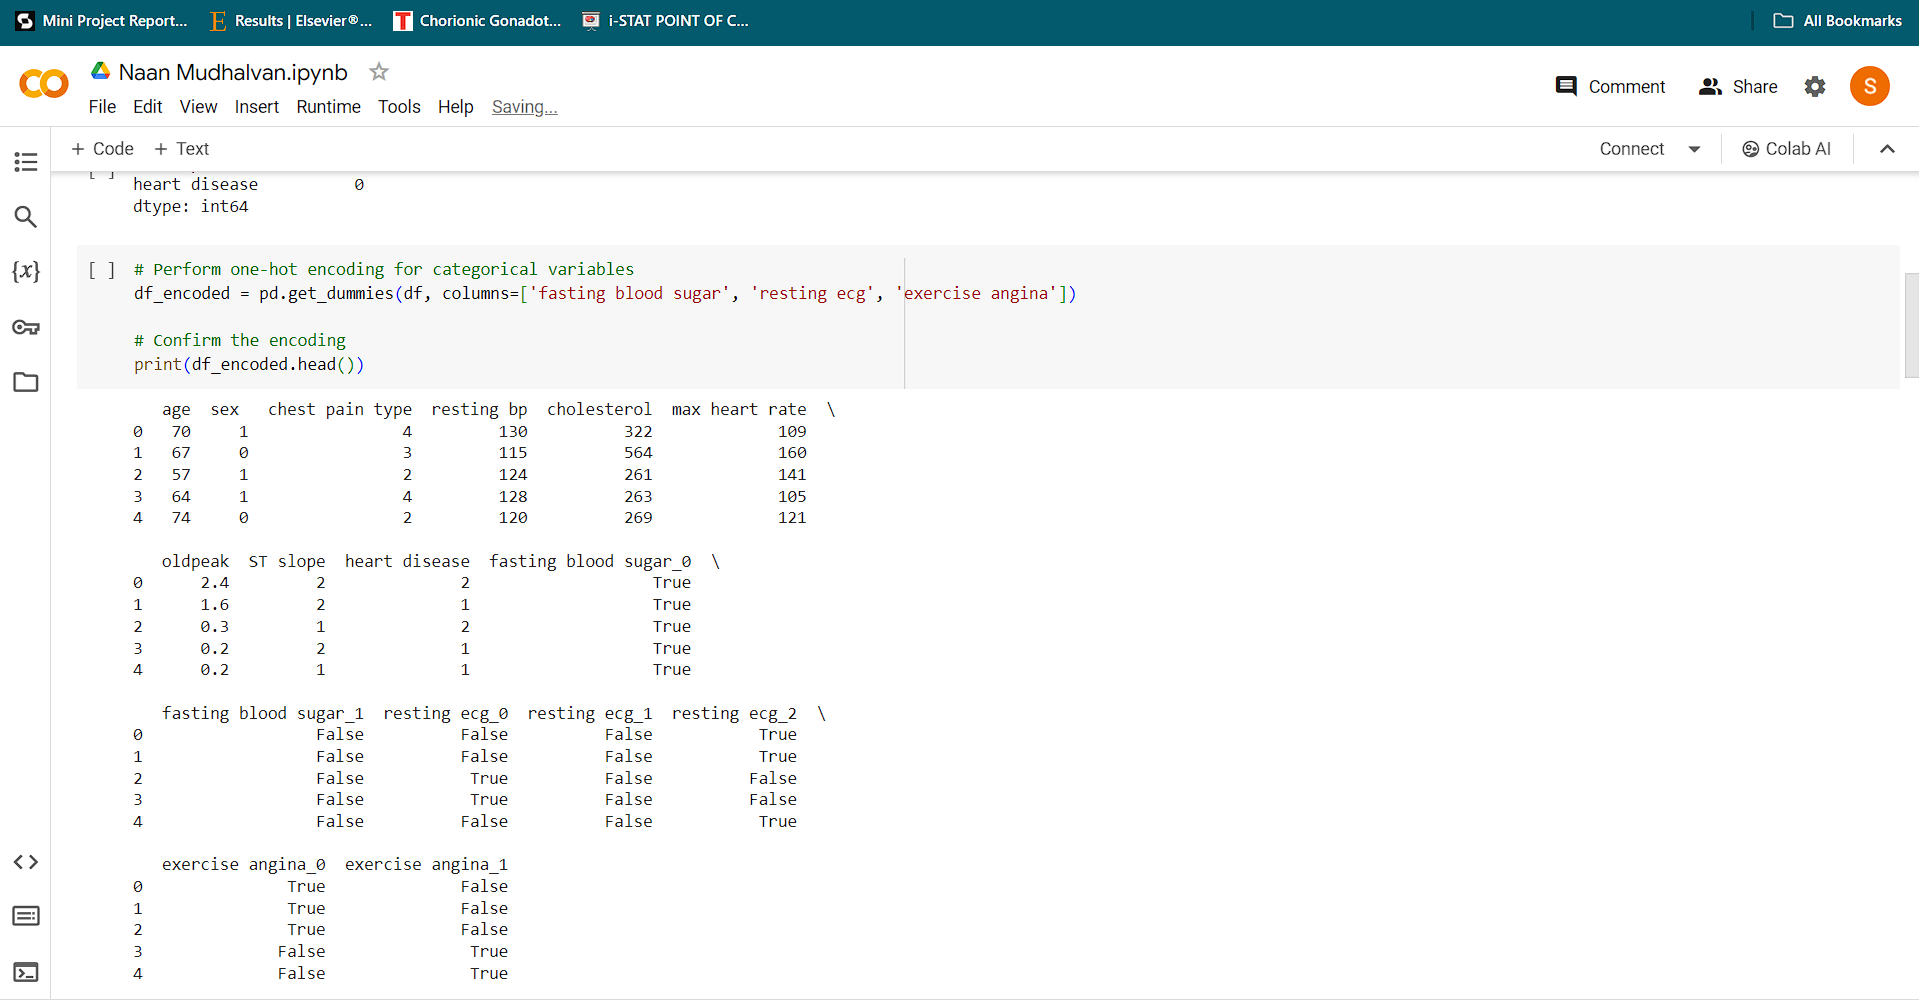 Mini Project Report... Results | Elsevier®... Chorionic Gonadot... i-STAT POINT OF C... All Bookmarks
Naan Mudhalvan.ipynb
Comment Share S
File Edit View Insert Runtime Tools Help Saving...
+ Code + Text Connect Colab AI
[ ] heart disease 0
dtype: int64
[ ] # Perform one-hot encoding for categorical variables
df_encoded = pd.get_dummies(df, columns=['fasting blood sugar', 'resting ecg', 'exercise angina'])
# Confirm the encoding
print(df_encoded.head())
age sex chest pain type resting bp cholesterol max heart rate \
0 70 1 4 130 322 109
1 67 0 3 115 564 160
2 57 1 2 124 261 141
3 64 1 4 128 263 105
4 74 0 2 120 269 121
oldpeak ST slope heart disease fasting blood sugar_0 \
0 2.4 2 2 True
1 1.6 2 1 True
2 0.3 1 2 True
3 0.2 2 1 True
4 0.2 1 1 True
fasting blood sugar_1 resting ecg_0 resting ecg_1 resting ecg_2 \
0 False False False True
1 False False False True
2 False True False False
3 False True False False
4 False False False True
exercise angina_0 exercise angina_1
0 True False
1 True False
2 True False
3 False True
4 False True